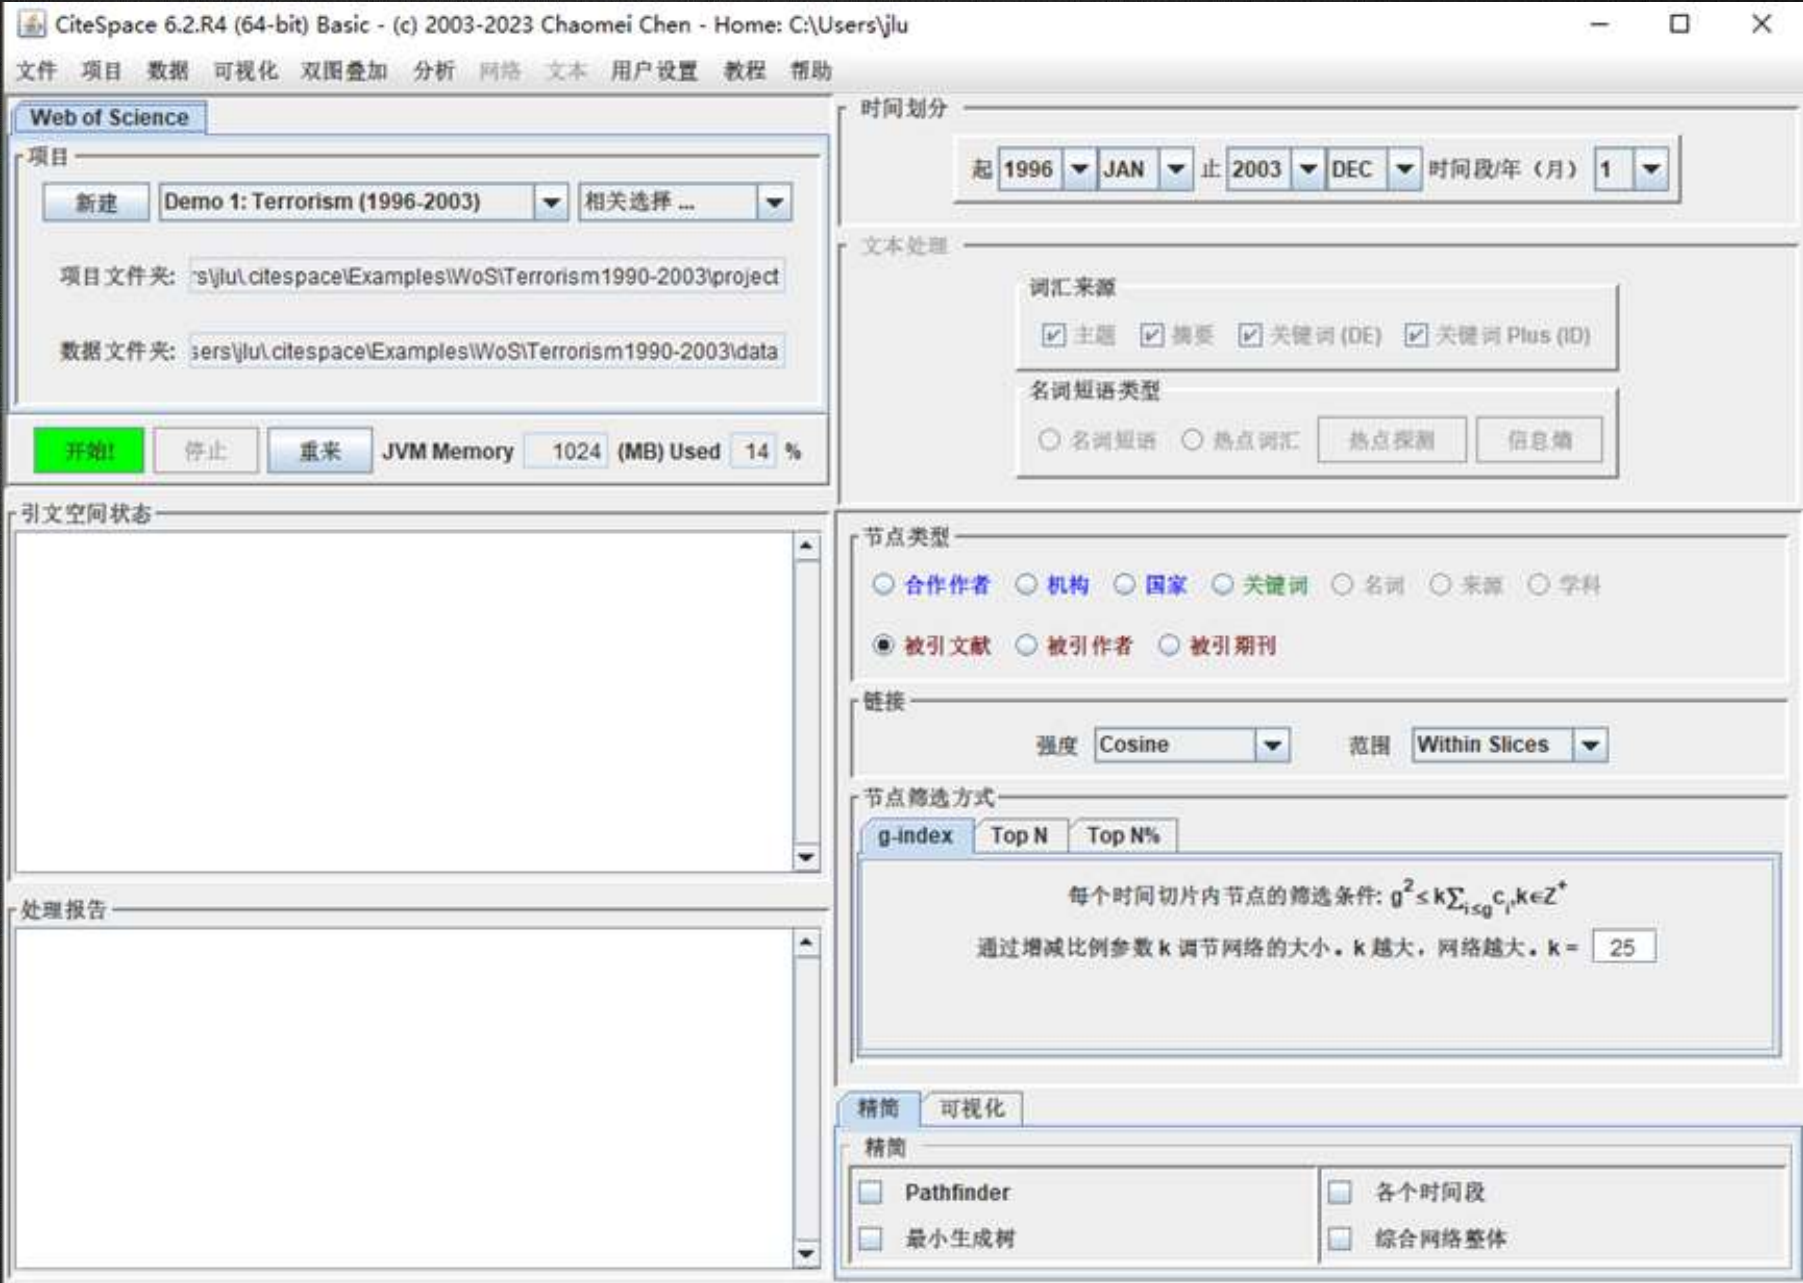 CiteSpace 6.2.R4 (64-bit) Basic - (c) 2003-2023 Chaomei Chen - Home: C:\Users\jlu
文件 项目 数据 可视化 双图叠加 分析 网络 文本 用户设置 教程 帮助
Web of Science
项目
新建 Demo 1: Terrorism (1996-2003) 相关选择 ...
项目文件夹: rs\jlu\.citespace\Examples\WoS\Terrorism1990-2003\project
数据文件夹: sers\jlu\.citespace\Examples\WoS\Terrorism1990-2003\data
开始! 停止 重来 JVM Memory 1024 (MB) Used 14 %
引文空间状态
处理报告
时间划分
起 1996 JAN 止 2003 DEC 时间段/年（月） 1
文本处理
词汇来源
主题 摘要 关键词 (DE) 关键词 Plus (ID)
名词短语类型
名词短语 热点词汇 热点探测 信息熵
节点类型
合作作者 机构 国家 关键词 名词 来源 学科
被引文献 被引作者 被引期刊
链接
强度 Cosine 范围 Within Slices
节点筛选方式
g-index Top N Top N%
每个时间切片内节点的筛选条件: g²≤k∑i≤g ci,k∈Z⁺
通过增减比例参数 k 调节网络的大小。k 越大，网络越大。k = 25
精简 可视化
精简
Pathfinder 各个时间段
最小生成树 综合网络整体